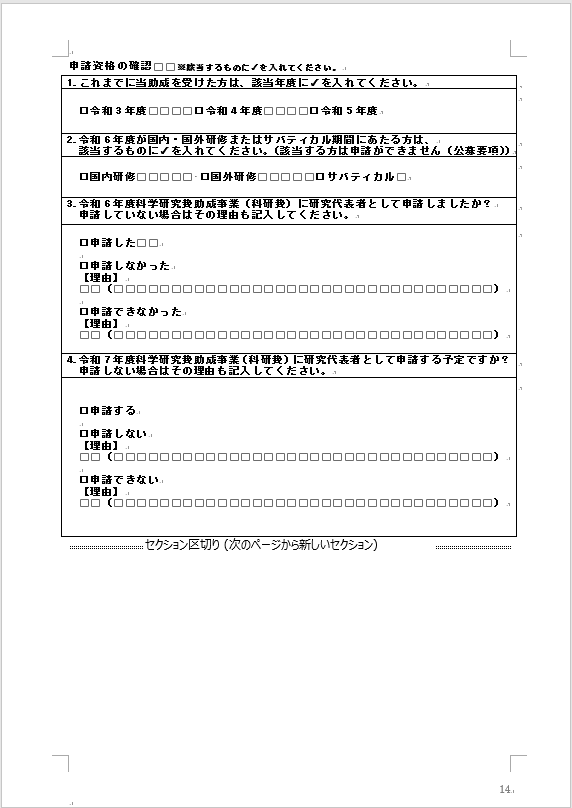 申請資格の確認□□※該当するものに✓を入れてください。
1. これまでに当助成を受けた方は、該当年度に✓を入れてください。
□令和３年度□□□□□令和４年度□□□□□令和５年度
2. 令和６年度が国内・国外研修またはサバティカル期間にあたる方は、
該当するものに✓を入れてください。（該当する方は申請ができません（公募要項））
□国内研修□□□□□・□国外研修□□□□□□サバティカル□
3. 令和６年度科学研究費助成事業（科研費）に研究代表者として申請しましたか？
申請していない場合はその理由も記入してください。
□申請した□□
□申請しなかった
【理由】
□□（□□□□□□□□□□□□□□□□□□□□□□□□□□□□□□□□）
□申請できなかった
【理由】
□□（□□□□□□□□□□□□□□□□□□□□□□□□□□□□□□□□）
4. 令和７年度科学研究費助成事業（科研費）に研究代表者として申請する予定ですか？
申請しない場合はその理由も記入してください。
□申請する
□申請しない
【理由】
□□（□□□□□□□□□□□□□□□□□□□□□□□□□□□□□□□□）
□申請できない
【理由】
□□（□□□□□□□□□□□□□□□□□□□□□□□□□□□□□□□□）
セクション区切り (次のページから新しいセクション)
14